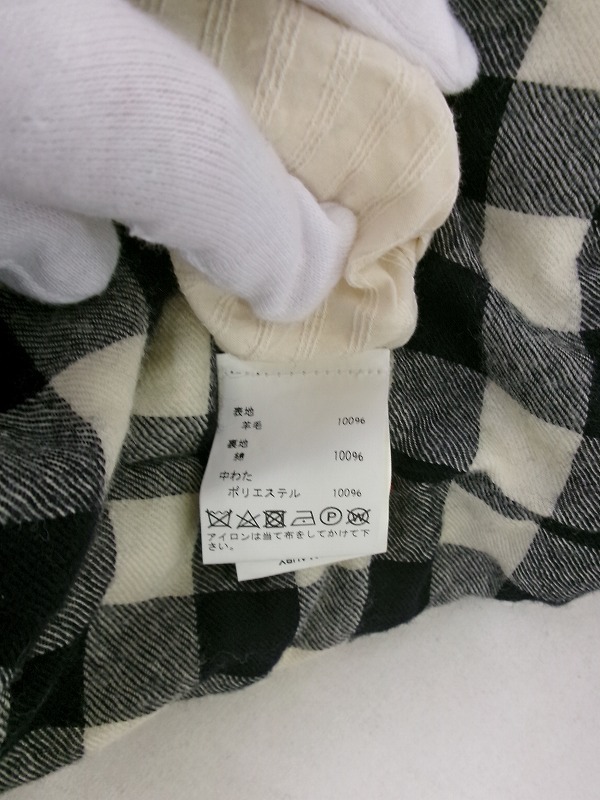 表地
羊毛 100%
裏地
綿 100%
中わた
ポリエステル 100%
P W
アイロンは当て布をしてかけて下
さい。